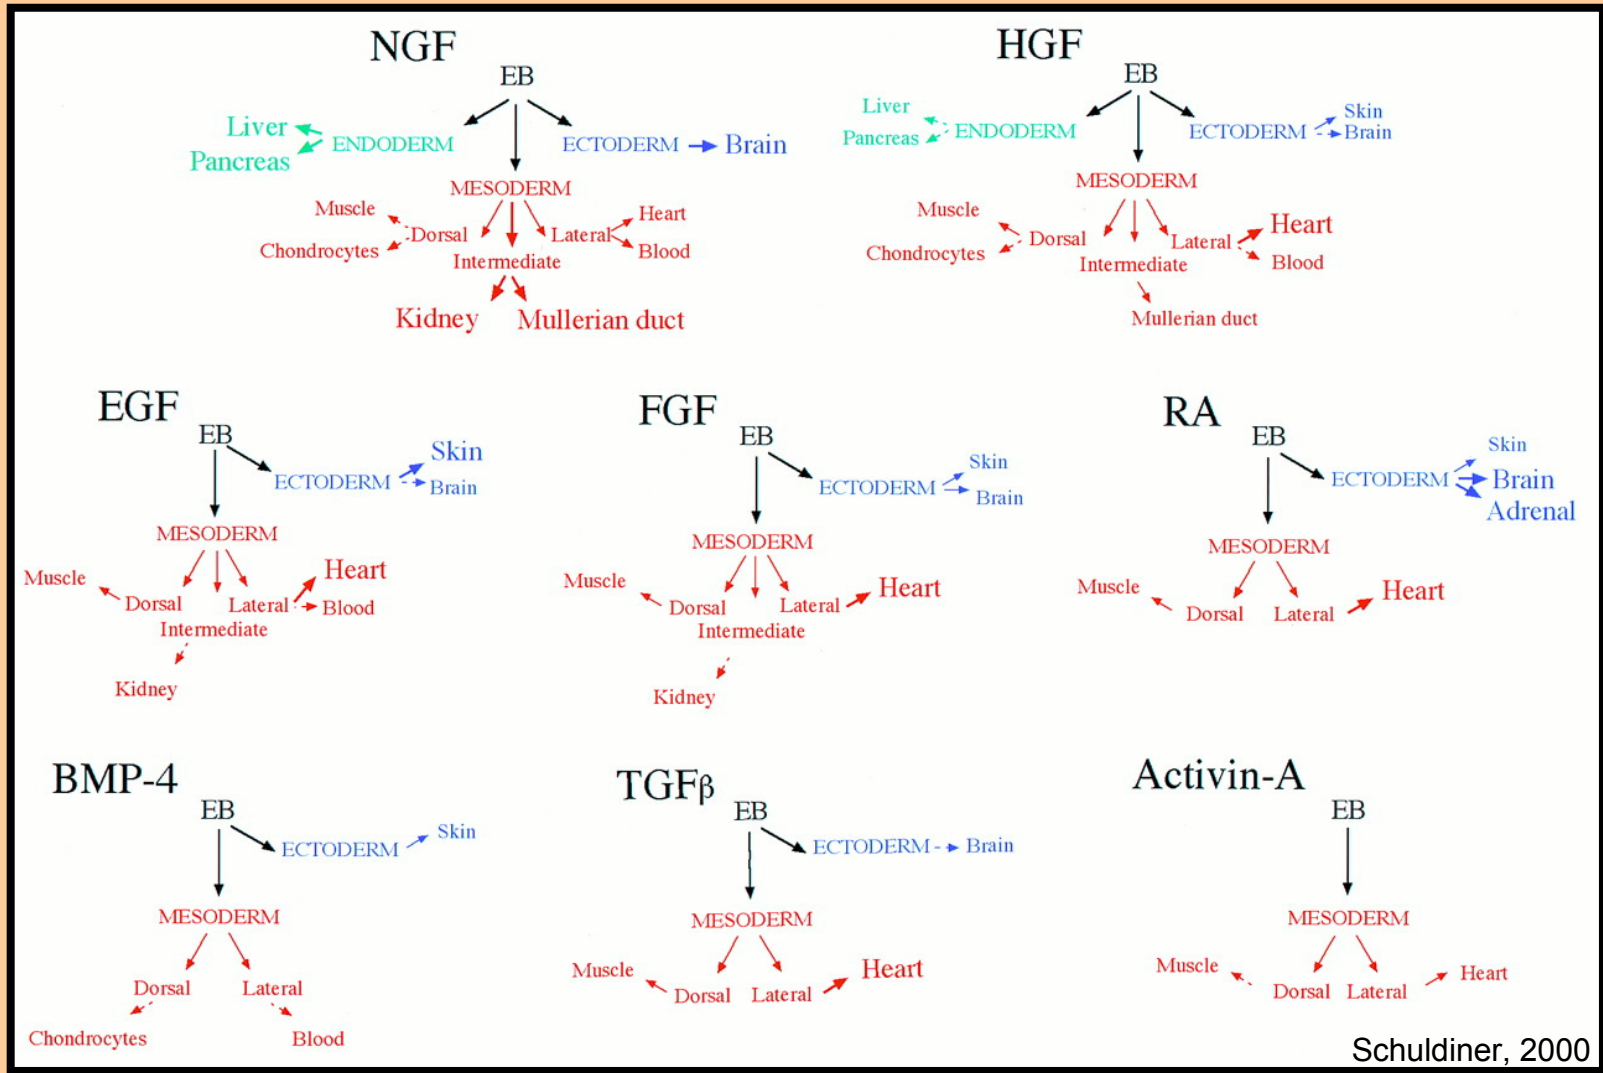 NGF
EB
Liver
Pancreas
ENDODERM
ECTODERM
Brain
MESODERM
Muscle
Chondrocytes
Dorsal
Lateral
Heart
Blood
Intermediate
Kidney
Mullerian duct
HGF
EB
Liver
Pancreas
ENDODERM
ECTODERM
Skin
Brain
MESODERM
Muscle
Chondrocytes
Dorsal
Lateral
Heart
Blood
Intermediate
Mullerian duct
EGF
EB
ECTODERM
Skin
Brain
MESODERM
Muscle
Dorsal
Lateral
Heart
Blood
Intermediate
Kidney
FGF
EB
ECTODERM
Skin
Brain
MESODERM
Muscle
Dorsal
Lateral
Heart
Intermediate
Kidney
RA
EB
ECTODERM
Skin
Brain
Adrenal
MESODERM
Muscle
Dorsal
Lateral
Heart
BMP-4
EB
ECTODERM
Skin
MESODERM
Dorsal
Lateral
Chondrocytes
Blood
TGFβ
EB
ECTODERM
Brain
MESODERM
Muscle
Dorsal
Lateral
Heart
Activin-A
EB
MESODERM
Muscle
Dorsal
Lateral
Heart
Schuldiner, 2000